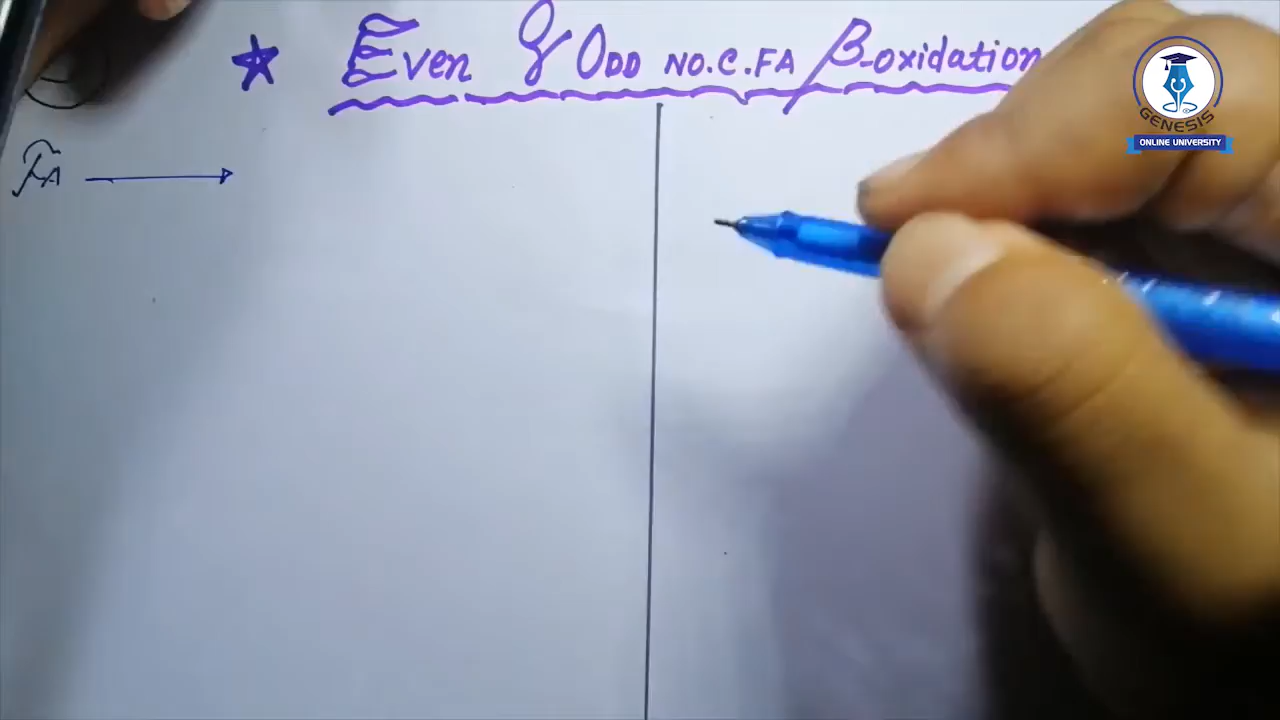 ★ Even & ODD NO.C.FA β-oxidation
FA →
GENESIS
ONLINE UNIVERSITY